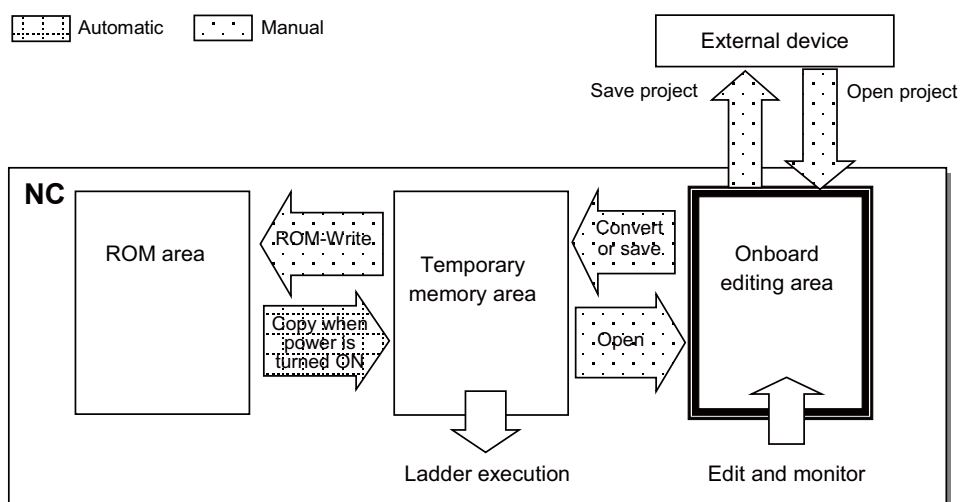 Automatic
Manual
External device
Save project
Open project
NC
ROM area
ROM-Write
Copy when
power is
turned ON
Temporary
memory area
Convert
or save
Open
Onboard
editing area
Ladder execution
Edit and monitor